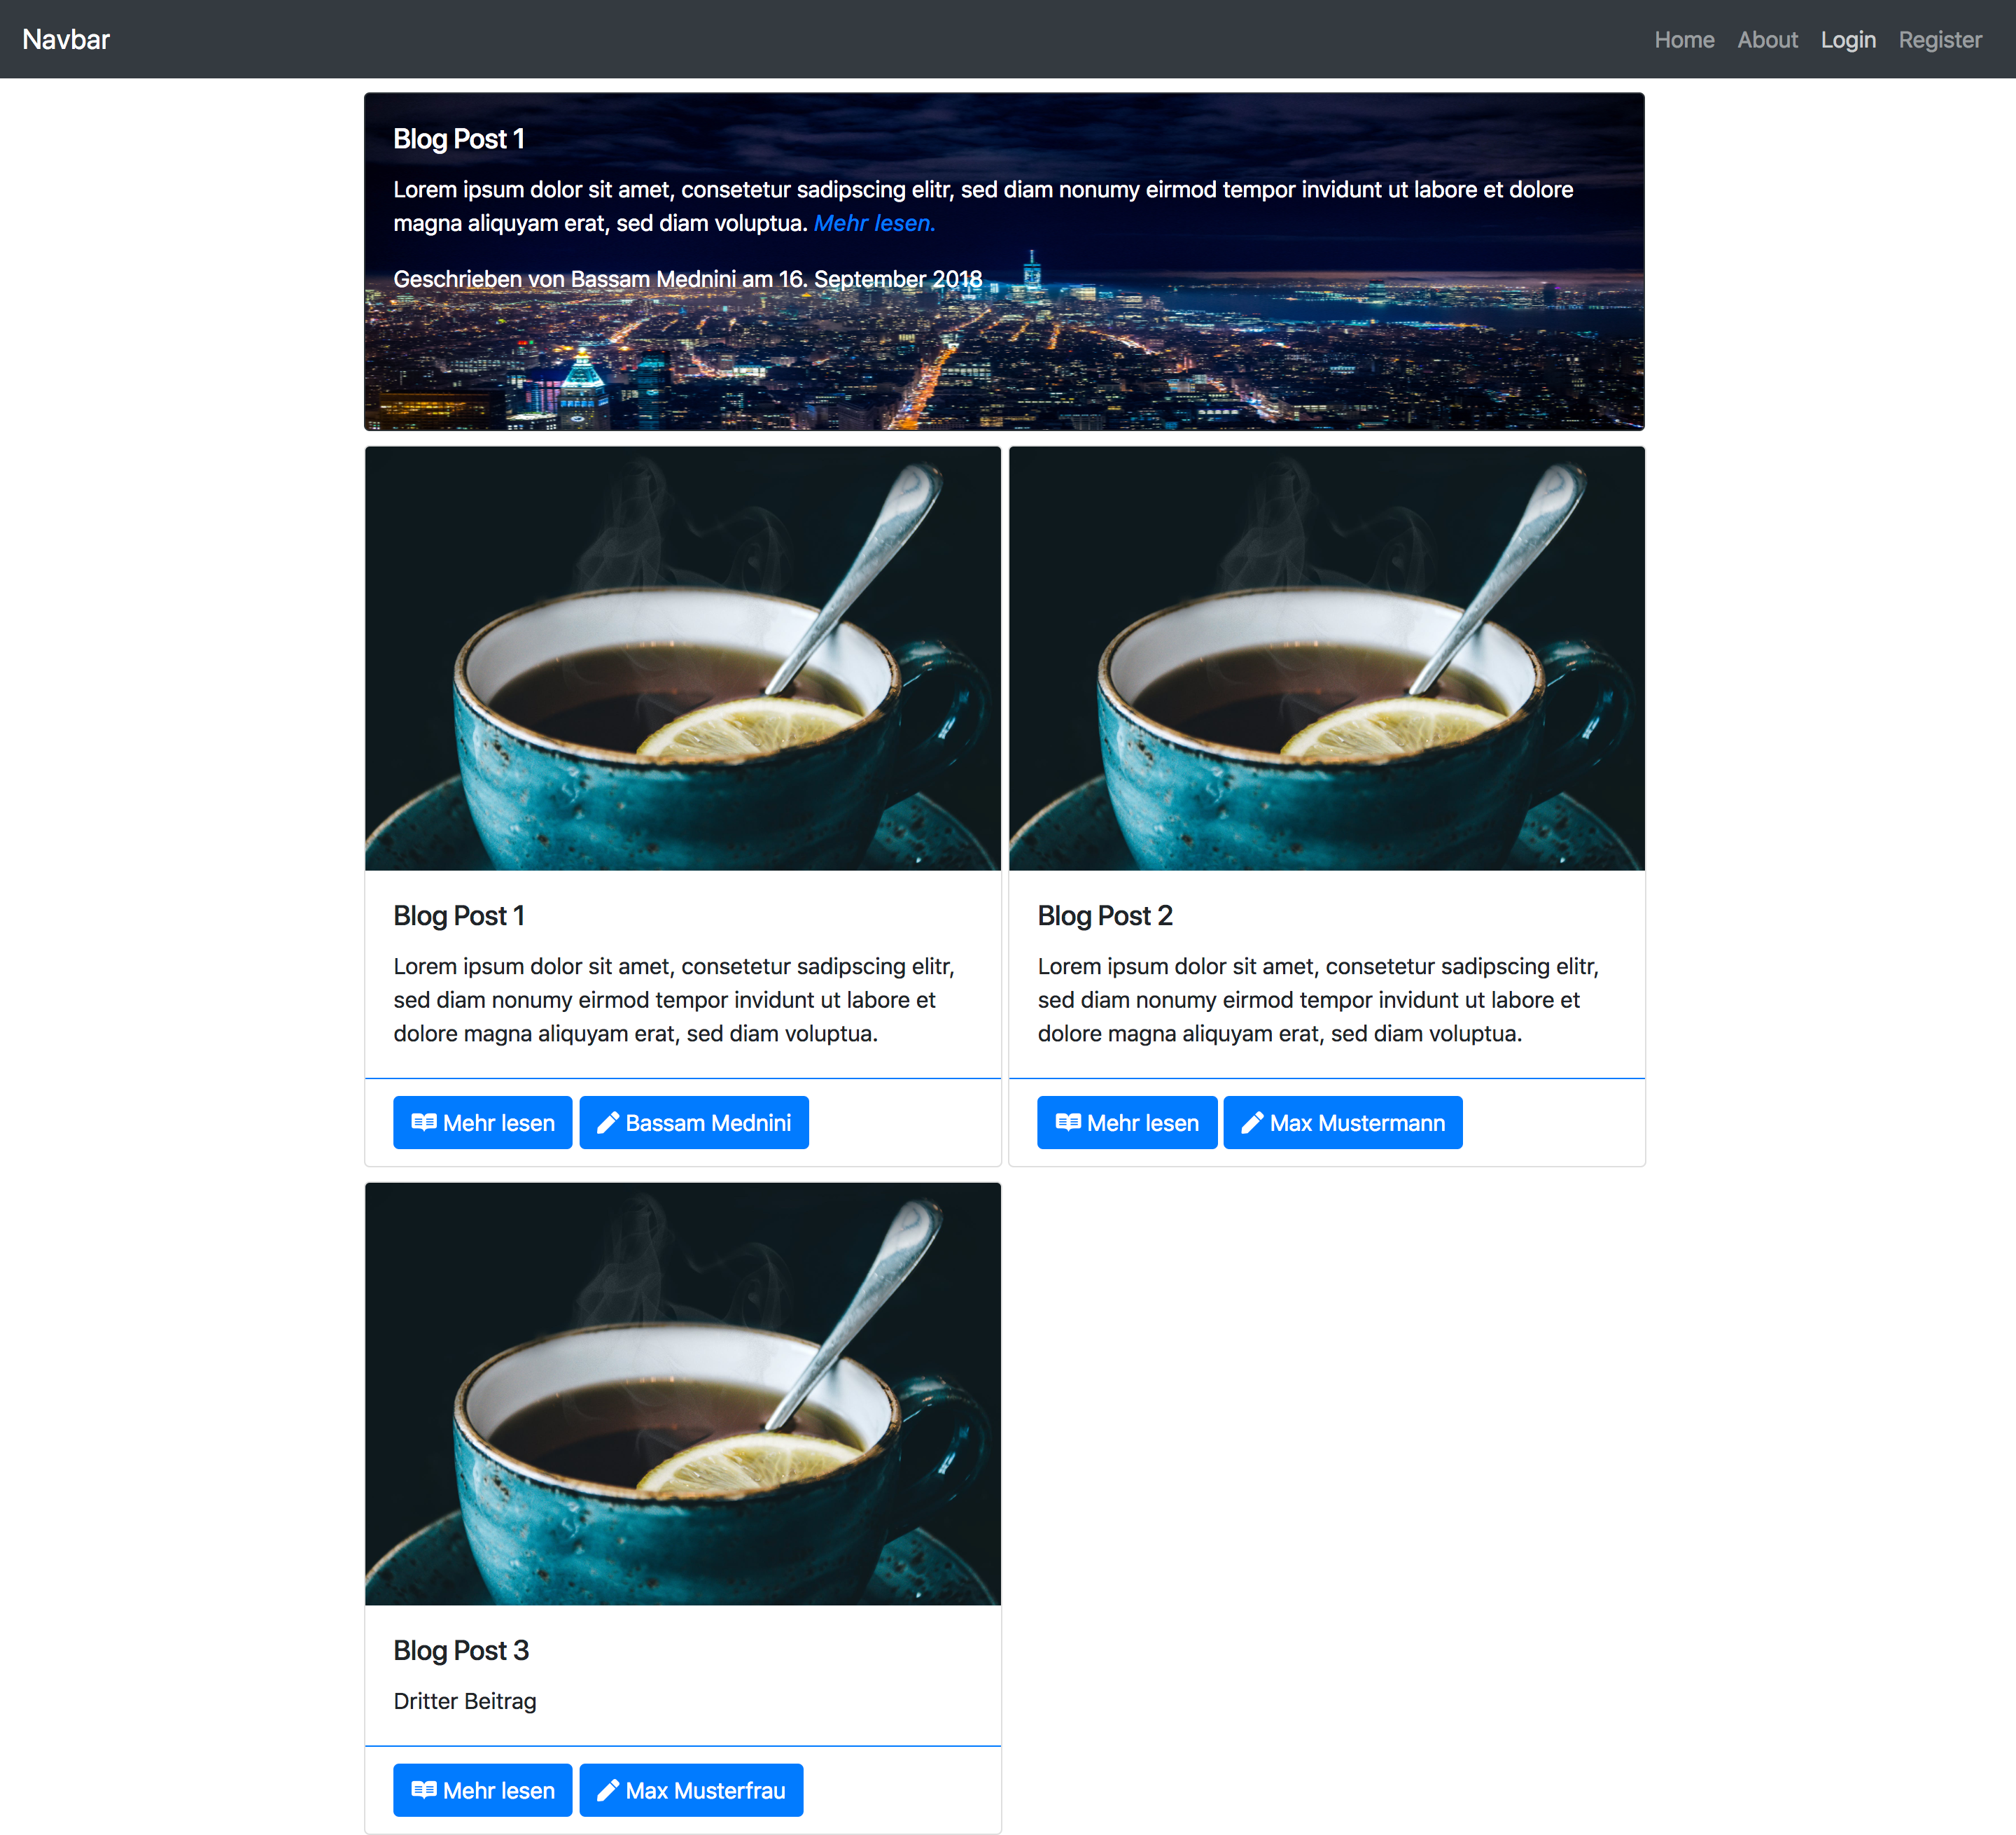 Navbar
Home About Login Register
Blog Post 1
Lorem ipsum dolor sit amet, consetetur sadipscing elitr, sed diam nonumy eirmod tempor invidunt ut labore et dolore
magna aliquyam erat, sed diam voluptua. Mehr lesen.
Geschrieben von Bassam Mednini am 16. September 2018
Blog Post 1
Lorem ipsum dolor sit amet, consetetur sadipscing elitr,
sed diam nonumy eirmod tempor invidunt ut labore et
dolore magna aliquyam erat, sed diam voluptua.
Mehr lesen Bassam Mednini
Blog Post 2
Lorem ipsum dolor sit amet, consetetur sadipscing elitr,
sed diam nonumy eirmod tempor invidunt ut labore et
dolore magna aliquyam erat, sed diam voluptua.
Mehr lesen Max Mustermann
Blog Post 3
Dritter Beitrag
Mehr lesen Max Musterfrau